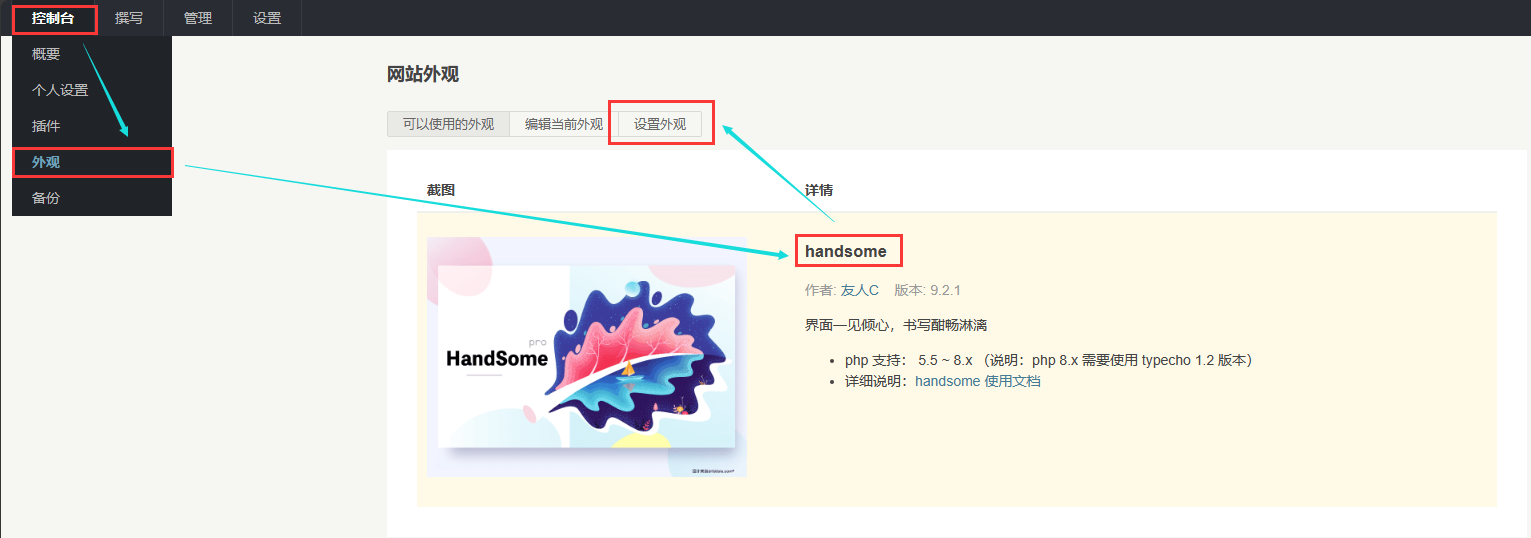 控制台 撰写 管理 设置
概要
个人设置
插件
外观
备份
网站外观
可以使用的外观 编辑当前外观 设置外观
截图 详情
pro
HandSome
handsome
作者: 友人C 版本: 9.2.1
界面一见倾心，书写酣畅淋漓
php 支持： 5.5 ~ 8.x （说明：php 8.x 需要使用 typecho 1.2 版本）
详细说明：handsome 使用文档